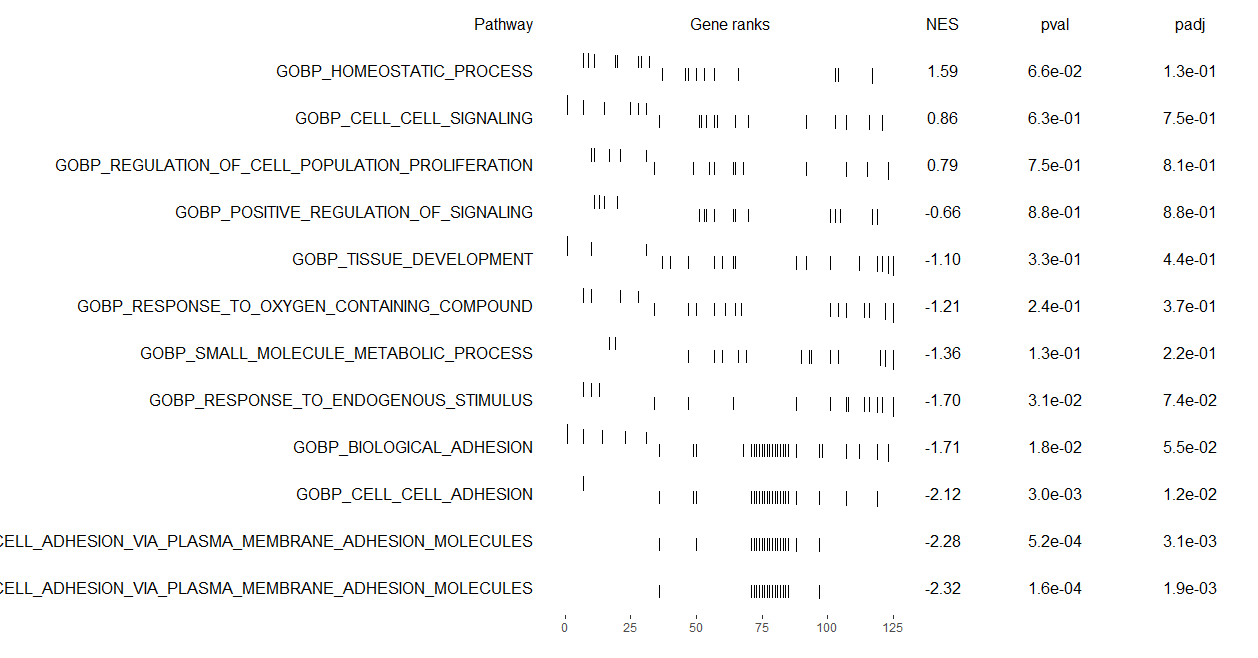 Pathway Gene ranks NES pval padj
GOBP_HOMEOSTATIC_PROCESS 1.59 6.6e-02 1.3e-01
GOBP_CELL_CELL_SIGNALING 0.86 6.3e-01 7.5e-01
GOBP_REGULATION_OF_CELL_POPULATION_PROLIFERATION 0.79 7.5e-01 8.1e-01
GOBP_POSITIVE_REGULATION_OF_SIGNALING -0.66 8.8e-01 8.8e-01
GOBP_TISSUE_DEVELOPMENT -1.10 3.3e-01 4.4e-01
GOBP_RESPONSE_TO_OXYGEN_CONTAINING_COMPOUND -1.21 2.4e-01 3.7e-01
GOBP_SMALL_MOLECULE_METABOLIC_PROCESS -1.36 1.3e-01 2.2e-01
GOBP_RESPONSE_TO_ENDOGENOUS_STIMULUS -1.70 3.1e-02 7.4e-02
GOBP_BIOLOGICAL_ADHESION -1.71 1.8e-02 5.5e-02
GOBP_CELL_CELL_ADHESION -2.12 3.0e-03 1.2e-02
CELL_ADHESION_VIA_PLASMA_MEMBRANE_ADHESION_MOLECULES -2.28 5.2e-04 3.1e-03
CELL_ADHESION_VIA_PLASMA_MEMBRANE_ADHESION_MOLECULES -2.32 1.6e-04 1.9e-03
0 25 50 75 100 125